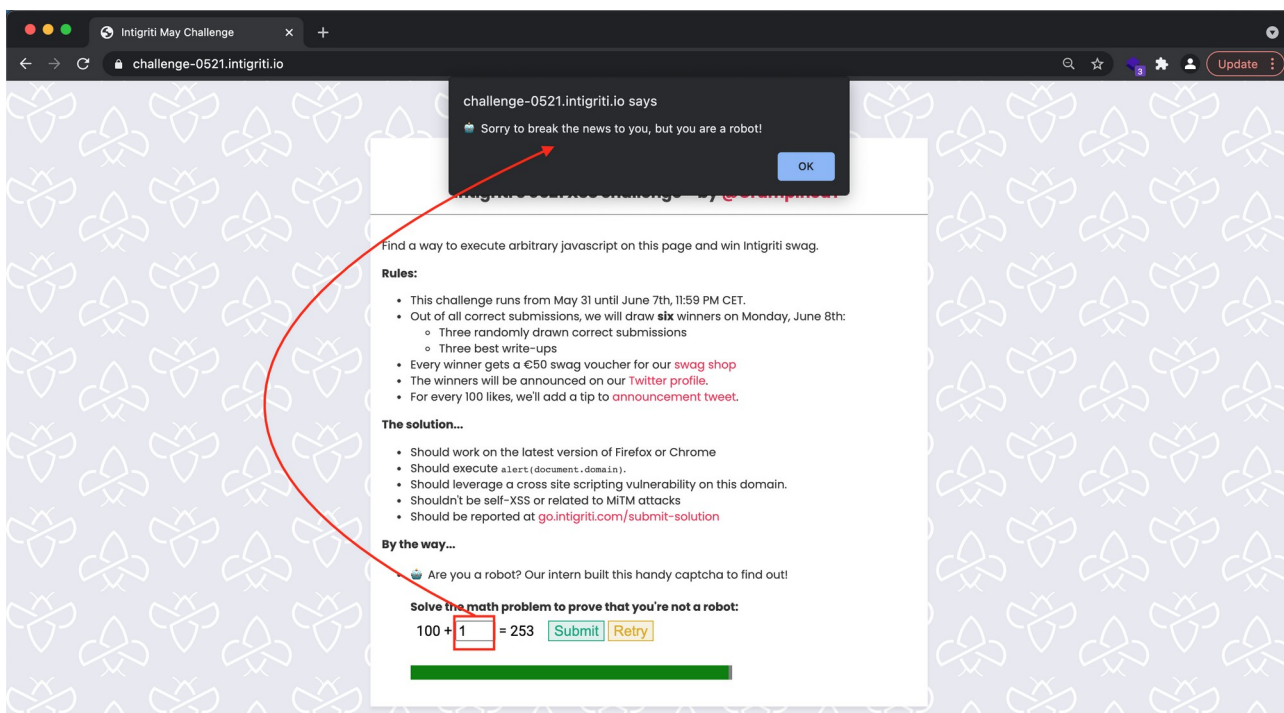 Intigriti May Challenge
challenge-0521.intigriti.io
3
Update
challenge-0521.intigriti.io says
🤖 Sorry to break the news to you, but you are a robot!
OK
Find a way to execute arbitrary javascript on this page and win Intigriti swag.
Rules:
• This challenge runs from May 31 until June 7th, 11:59 PM CET.
• Out of all correct submissions, we will draw six winners on Monday, June 8th:
Three randomly drawn correct submissions
Three best write-ups
• Every winner gets a €50 swag voucher for our swag shop
• The winners will be announced on our Twitter profile.
• For every 100 likes, we'll add a tip to announcement tweet.
The solution...
• Should work on the latest version of Firefox or Chrome
• Should execute alert(document.domain).
• Should leverage a cross site scripting vulnerability on this domain.
• Shouldn't be self-XSS or related to MiTM attacks
• Should be reported at go.intigriti.com/submit-solution
By the way...
• 🤖 Are you a robot? Our intern built this handy captcha to find out!
Solve the math problem to prove that you're not a robot:
100 + 1 = 253 Submit Retry